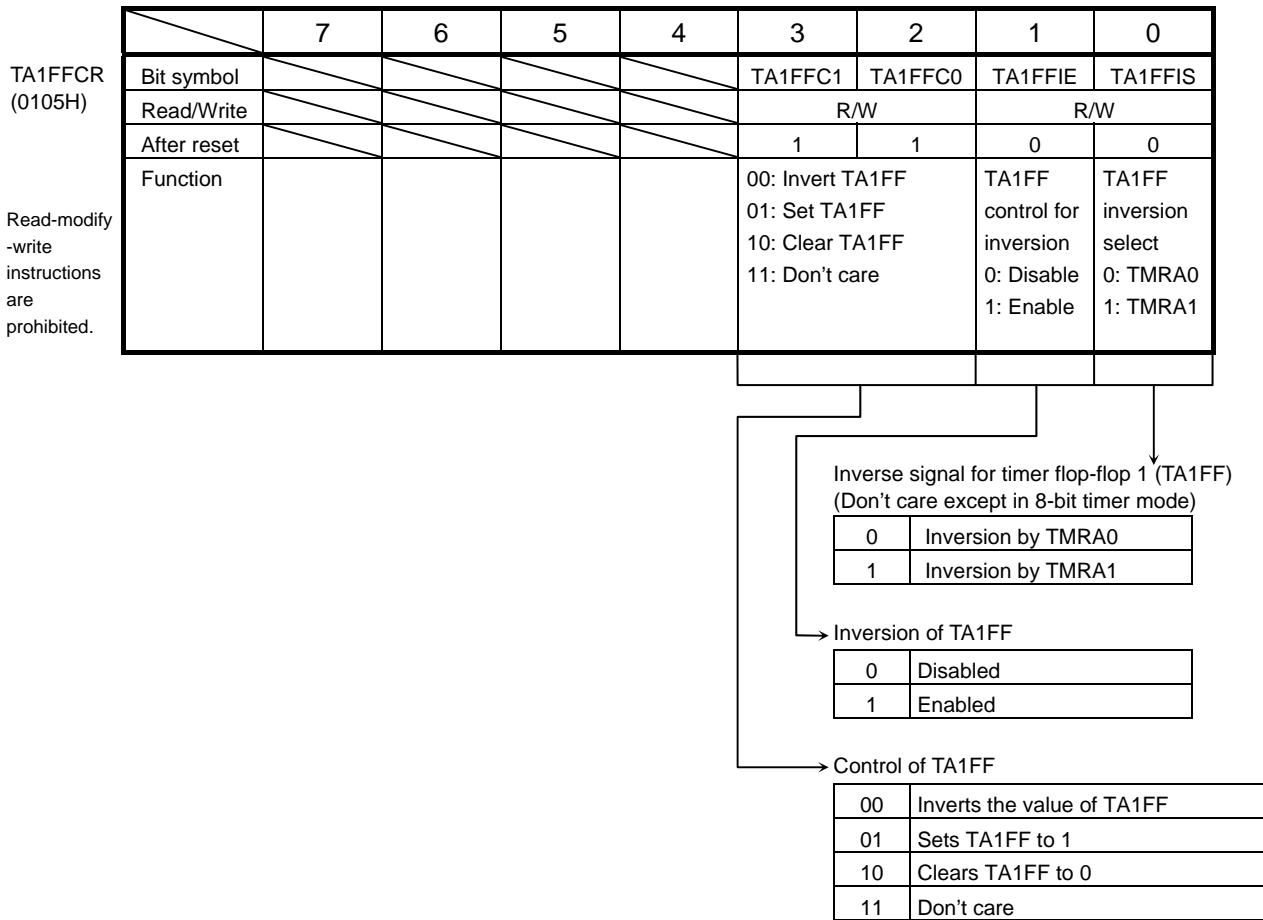 7 6 5 4 3 2 1 0
TA1FFCR
(0105H)
Bit symbol TA1FFC1 TA1FFC0 TA1FFIE TA1FFIS
Read/Write R/W R/W
After reset 1 1 0 0
Read-modify
-write
instructions
are
prohibited.
Function
00: Invert TA1FF
01: Set TA1FF
10: Clear TA1FF
11: Don't care
TA1FF
control for
inversion
0: Disable
1: Enable
TA1FF
inversion
select
0: TMRA0
1: TMRA1
Inverse signal for timer flop-flop 1 (TA1FF)
(Don't care except in 8-bit timer mode)
0 Inversion by TMRA0
1 Inversion by TMRA1
Inversion of TA1FF
0 Disabled
1 Enabled
Control of TA1FF
00 Inverts the value of TA1FF
01 Sets TA1FF to 1
10 Clears TA1FF to 0
11 Don't care